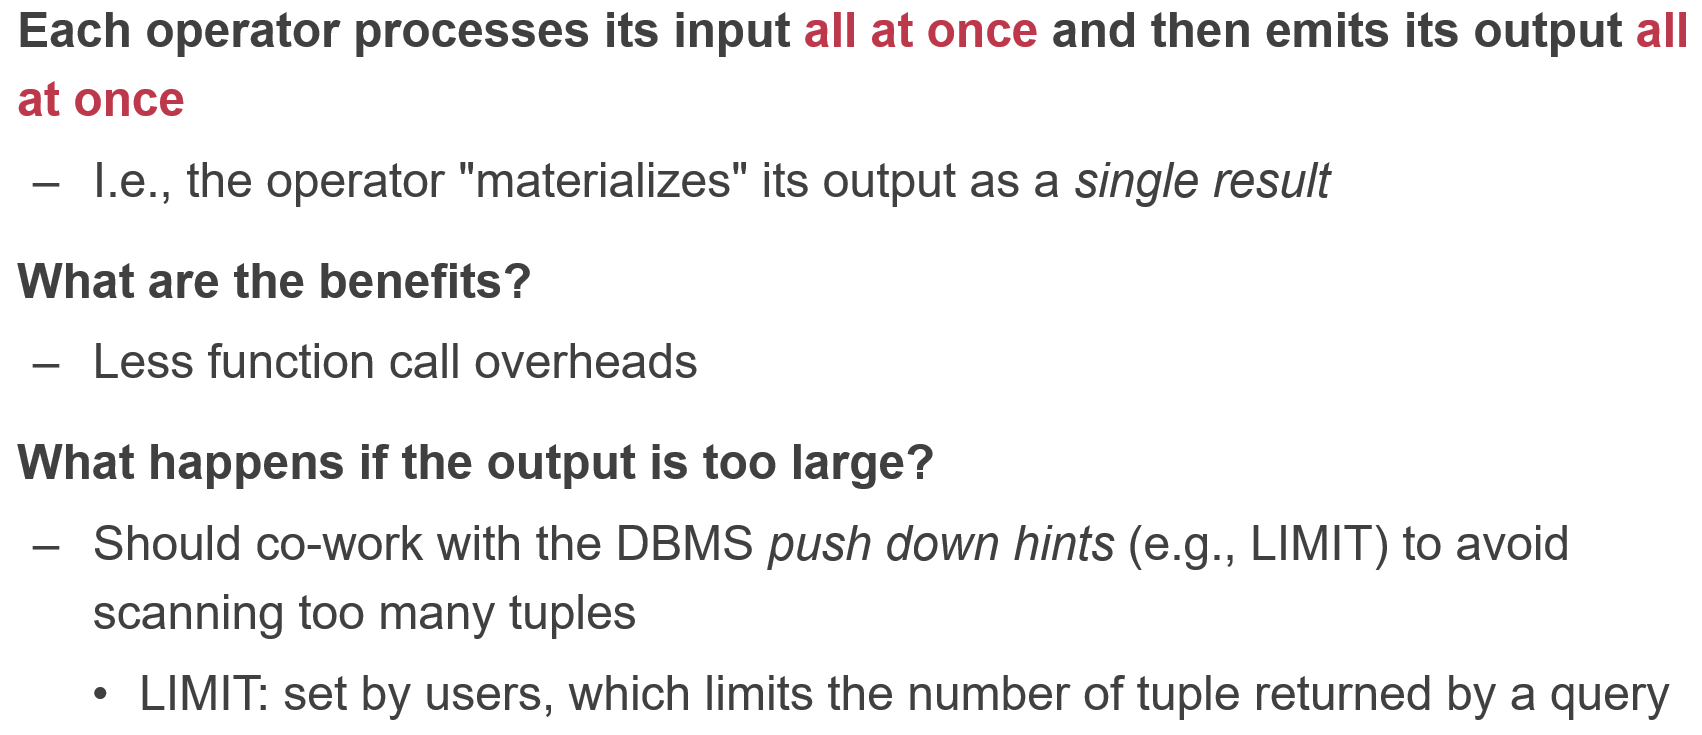 Each operator processes its input all at once and then emits its output all
at once
– I.e., the operator "materializes" its output as a single result
What are the benefits?
– Less function call overheads
What happens if the output is too large?
– Should co-work with the DBMS push down hints (e.g., LIMIT) to avoid
scanning too many tuples
• LIMIT: set by users, which limits the number of tuple returned by a query